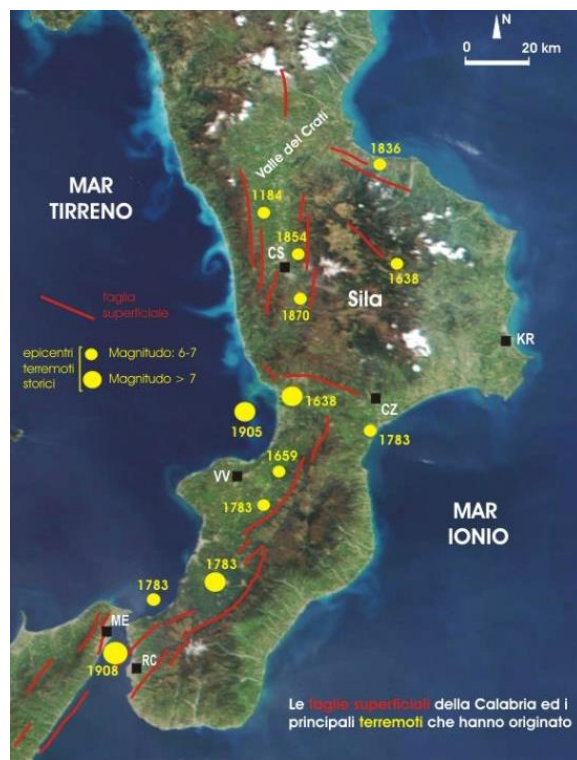 N
0 20 km
Valle del Crati
1836
MAR
TIRRENO
1184
1854
CS
1638
1870
Sila
faglia
superficiale
KR
epicentri
terremoti
storici
Magnitudo: 6-7
Magnitudo > 7
1638
CZ
1905
1783
1659
VV
1783
MAR
IONIO
1783
1783
ME
RC
1908
Le faglie superficiali della Calabria ed i
principali terremoti che hanno originato